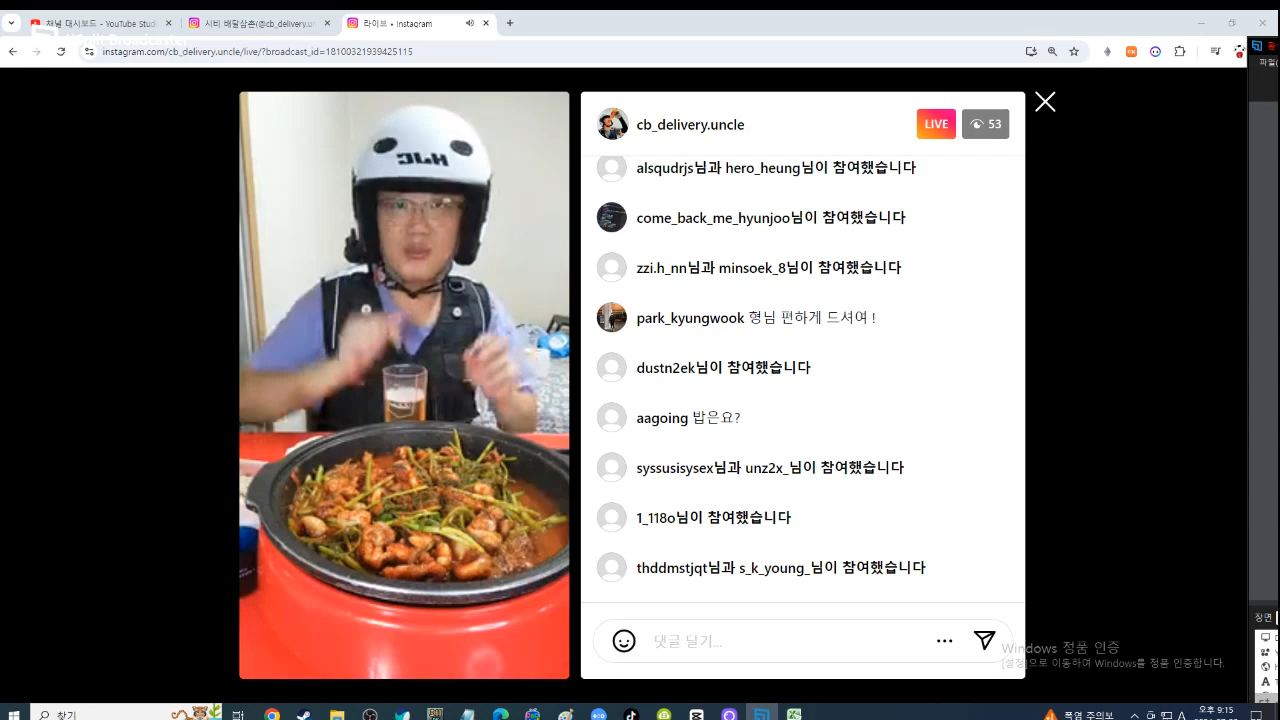 채널 대시보드 - YouTube Studi
시비 배달삼촌(@cb_delivery.un
라이브 • Instagram
XSplit Broadcaster
instagram.com/cb_delivery.uncle/live/?broadcast_id=18100321939425115
파일(
HJC
cb_delivery.uncle
LIVE
53
alsqudrjs님과 hero_heung님이 참여했습니다
come_back_me_hyunjoo님이 참여했습니다
zzi.h_nn님과 minsoek_8님이 참여했습니다
park_kyungwook 형님 편하게 드셔여 !
dustn2ek님이 참여했습니다
aagoing 밥은요?
syssusisysex님과 unz2x_님이 참여했습니다
1_118o님이 참여했습니다
thddmstjqt님과 s_k_young_님이 참여했습니다
댓글 달기...
장면
Windows 정품 인증
[설정]으로 이동하여 Windows를 정품 인증합니다.
찾기
폭염 주의보
A
오후 9:15